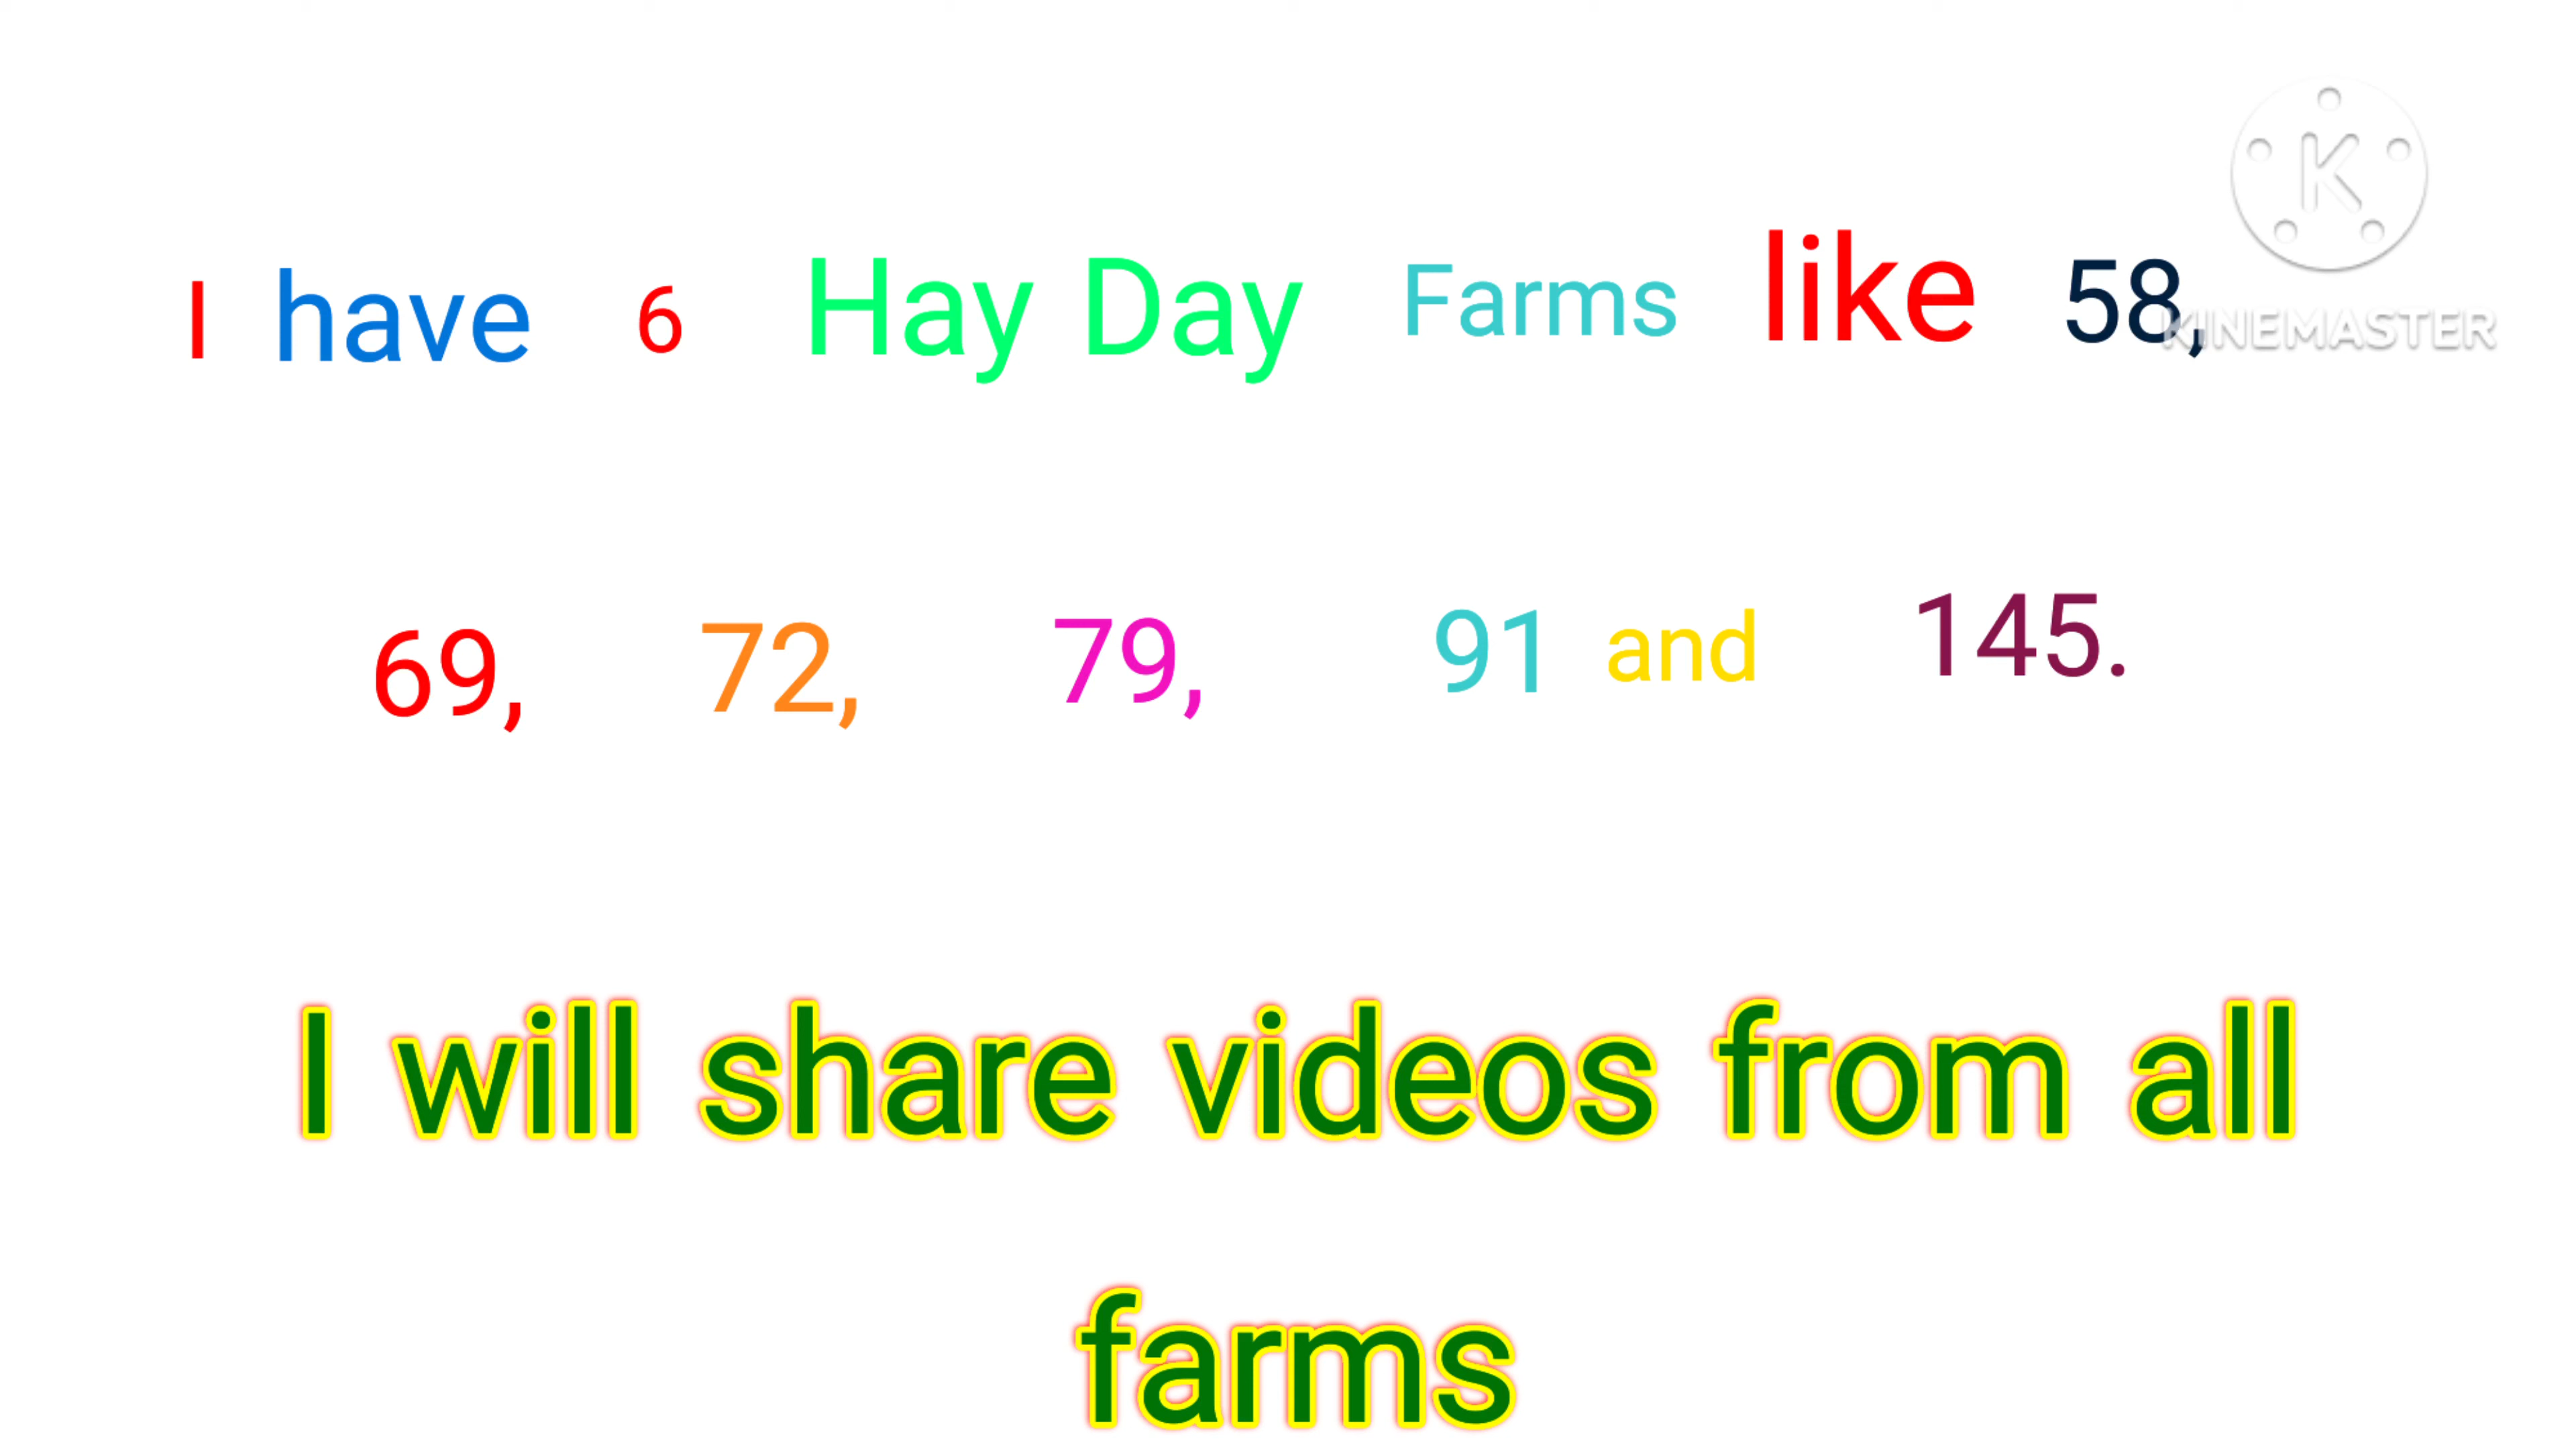 I have 6 Hay Day Farms like 58,
KINEMASTER
69, 72, 79, 91 and 145.
I will share videos from all
farms